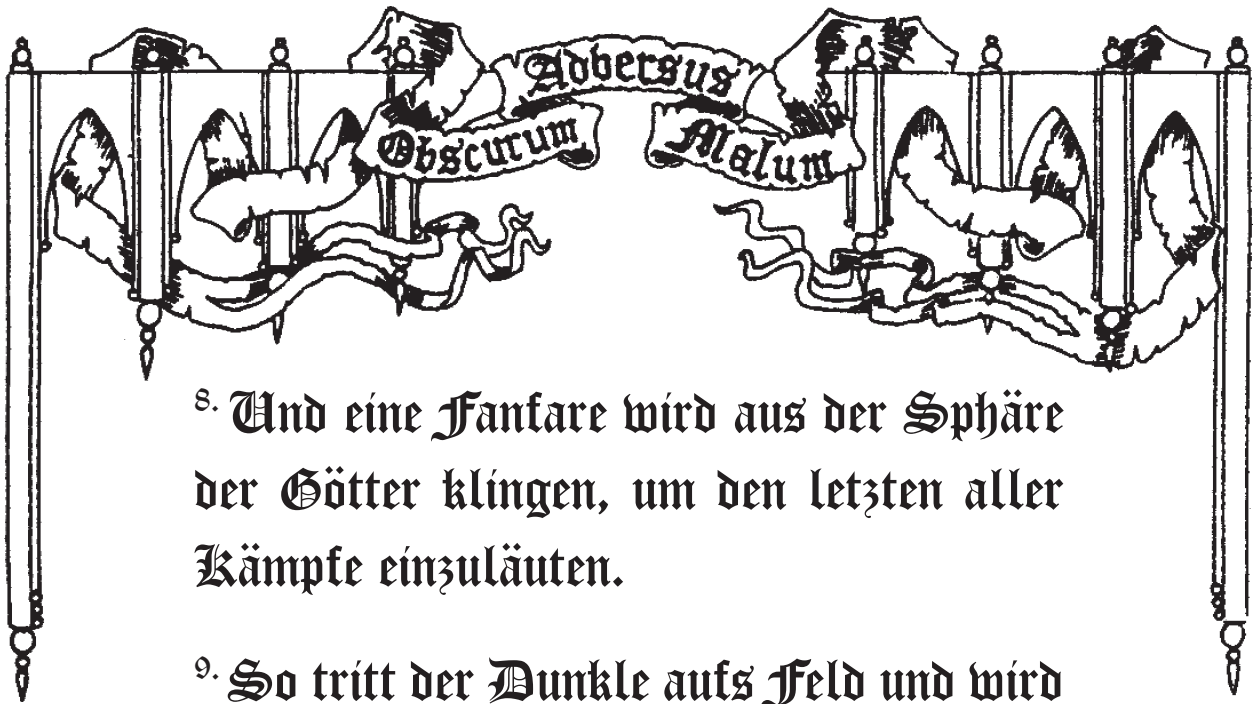 Adversus
Obscurum Malum
8. Und eine Fanfare wird aus der Sphäre
der Götter klingen, um den letzten aller
Kämpfe einzuläuten.
9. So tritt der Dunkle aufs Feld und wird